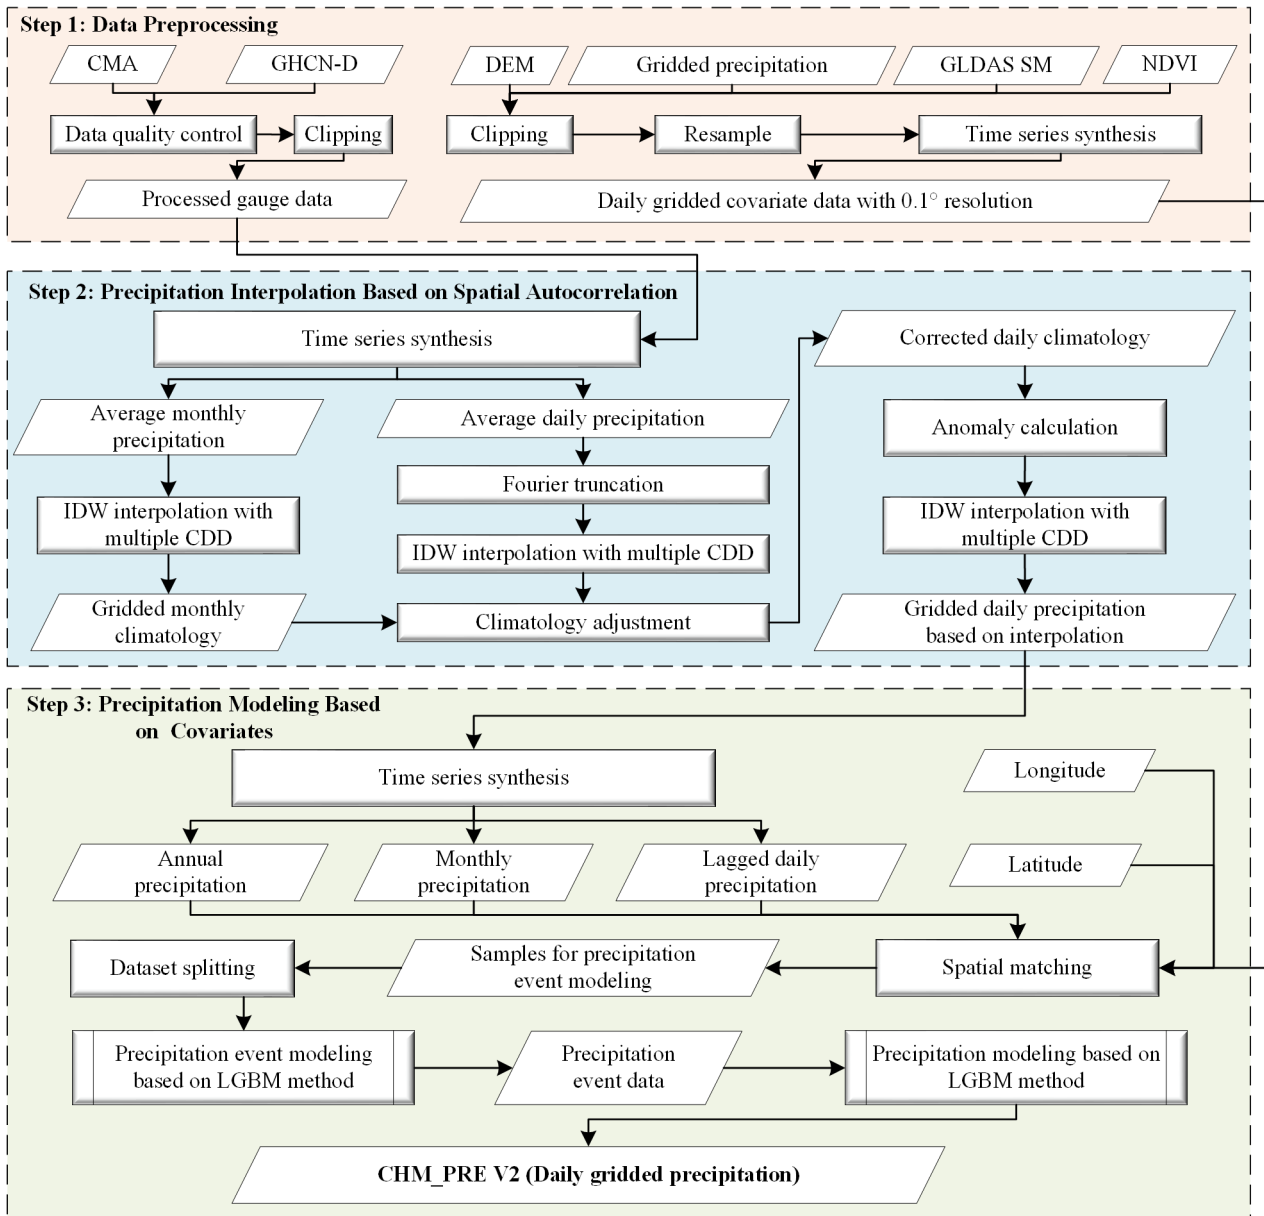 Step 1: Data Preprocessing
CMA
GHCN-D
DEM
Gridded precipitation
GLDAS SM
NDVI
Data quality control
Clipping
Clipping
Resample
Time series synthesis
Processed gauge data
Daily gridded covariate data with 0.1° resolution
Step 2: Precipitation Interpolation Based on Spatial Autocorrelation
Time series synthesis
Corrected daily climatology
Average monthly
precipitation
Average daily precipitation
Anomaly calculation
Fourier truncation
IDW interpolation with
multiple CDD
IDW interpolation with multiple CDD
IDW interpolation with
multiple CDD
Gridded monthly
climatology
Climatology adjustment
Gridded daily precipitation
based on interpolation
Step 3: Precipitation Modeling Based
on Covariates
Time series synthesis
Longitude
Annual
precipitation
Monthly
precipitation
Lagged daily
precipitation
Latitude
Dataset splitting
Samples for precipitation
event modeling
Spatial matching
Precipitation event modeling
based on LGBM method
Precipitation
event data
Precipitation modeling based on
LGBM method
CHM_PRE V2 (Daily gridded precipitation)